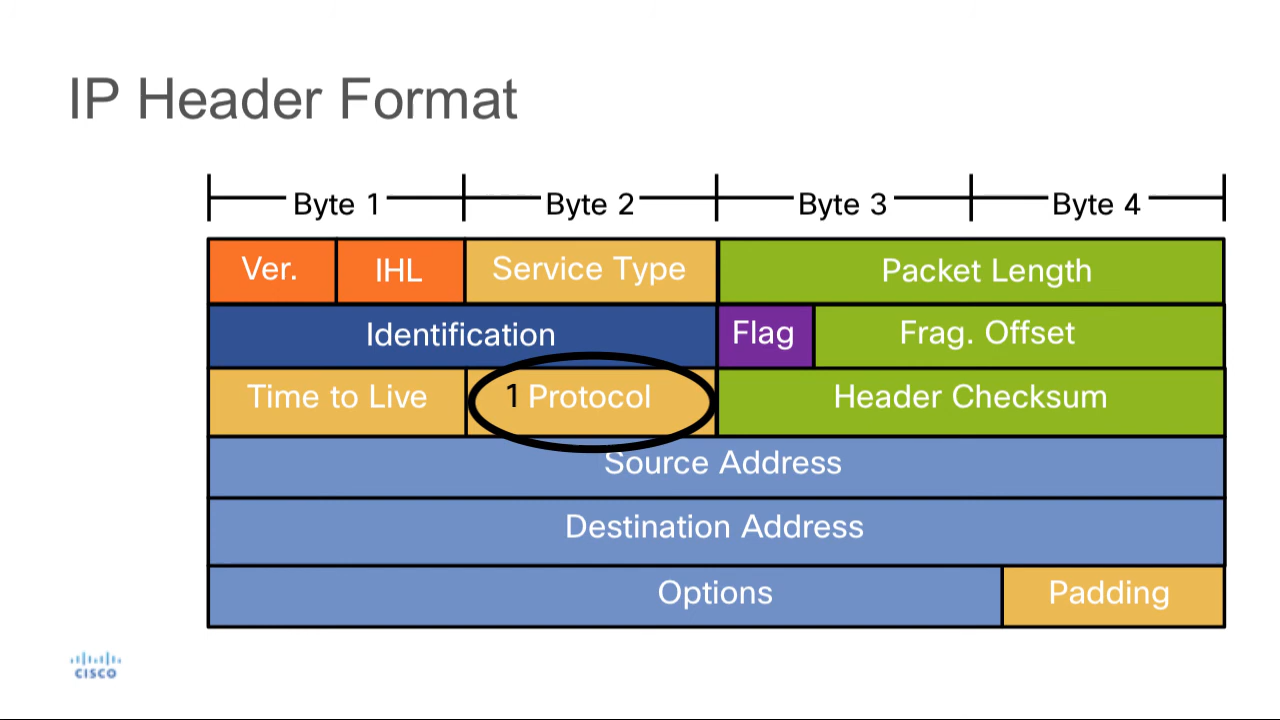 IP Header Format
Byte 1 Byte 2 Byte 3 Byte 4
Ver. IHL Service Type Packet Length
Identification Flag Frag. Offset
Time to Live 1 Protocol Header Checksum
Source Address
Destination Address
Options Padding
CISCO